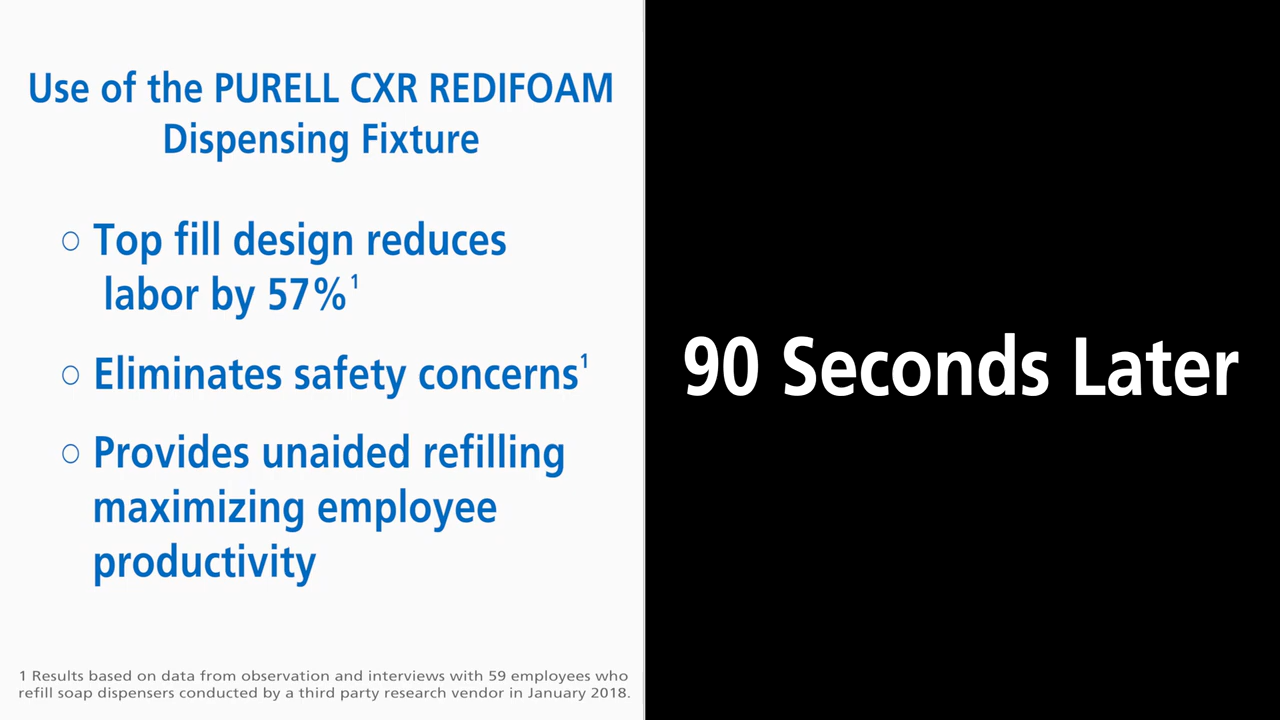 Use of the PURELL CXR REDIFOAM
Dispensing Fixture
○ Top fill design reduces
labor by 57%¹
○ Eliminates safety concerns¹
○ Provides unaided refilling
maximizing employee
productivity
1 Results based on data from observation and interviews with 59 employees who
refill soap dispensers conducted by a third party research vendor in January 2018.
90 Seconds Later